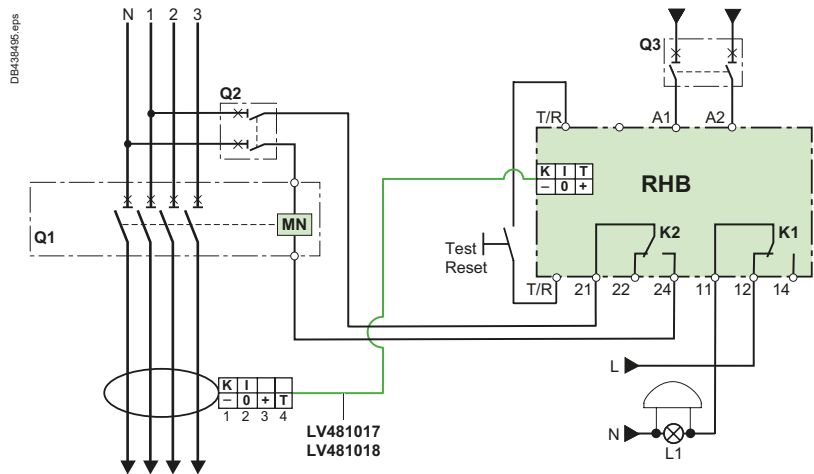 DB438495.eps
N 1 2 3
Q3
Q2
T/R A1 A2
K I T
– 0 +
RHB
MN
Q1
K2 K1
Test
Reset
T/R 21 22 24 11 12 14
L
K I
– 0 + T
1 2 3 4
LV481017
LV481018
N
L1